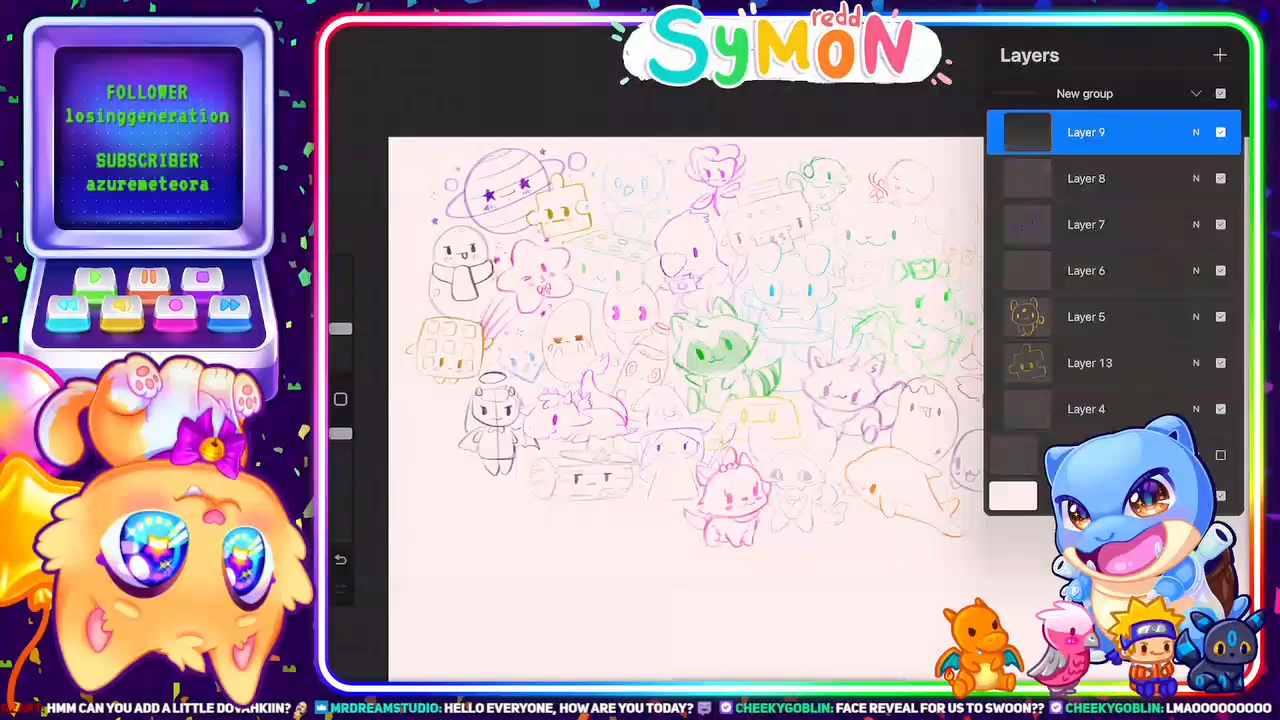 redd
SyMON
FOLLOWER
losinggeneration
SUBSCRIBER
azuremeteora
Layers
New group
Layer 9 N
Layer 8 N
Layer 7 N
Layer 6 N
Layer 5 N
Layer 13 N
Layer 4 N
HMM CAN YOU ADD A LITTLE DOVAHKIIN? MRDREAMSTUDIO: HELLO EVERYONE, HOW ARE YOU TODAY? CHEEKYGOBLIN: FACE REVEAL FOR US TO SWOON?? CHEEKYGOBLIN: LMAOOOOOOOOO